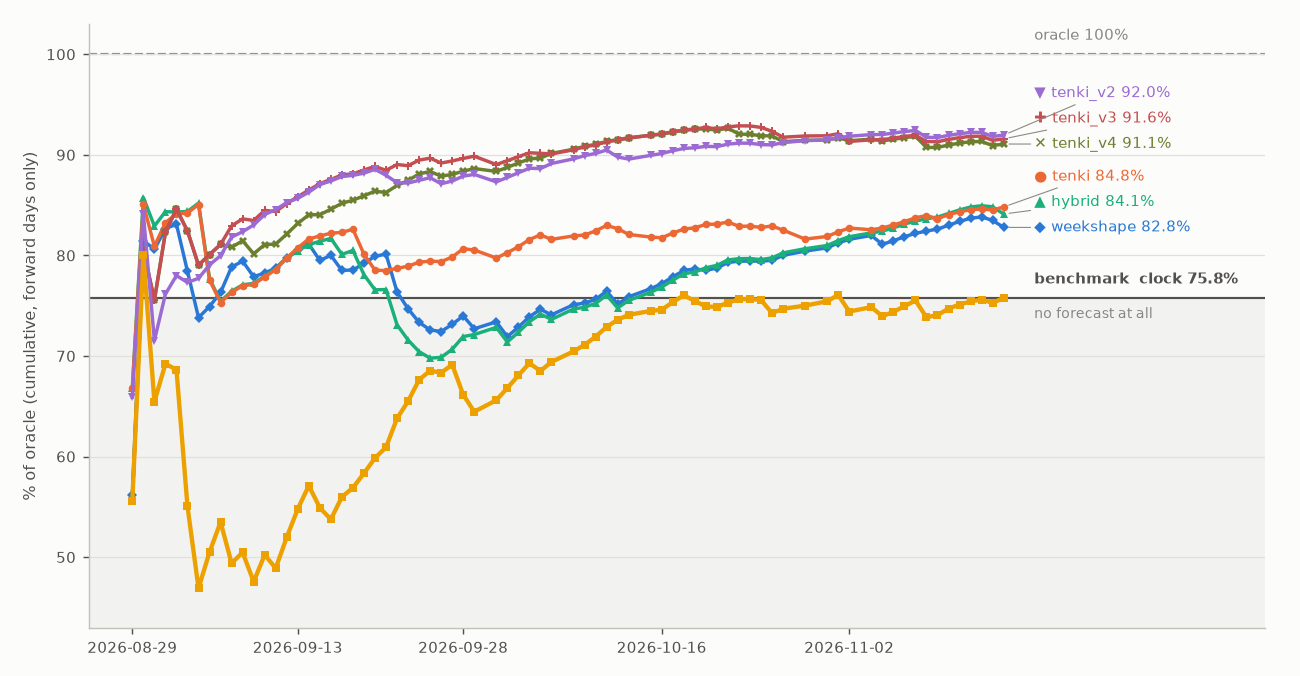 100
90
80
70
60
50
% of oracle (cumulative, forward days only)
oracle 100%
tenki_v2 92.0%
tenki_v3 91.6%
tenki_v4 91.1%
tenki 84.8%
hybrid 84.1%
weekshape 82.8%
benchmark clock 75.8%
no forecast at all
2026-08-29
2026-09-13
2026-09-28
2026-10-16
2026-11-02